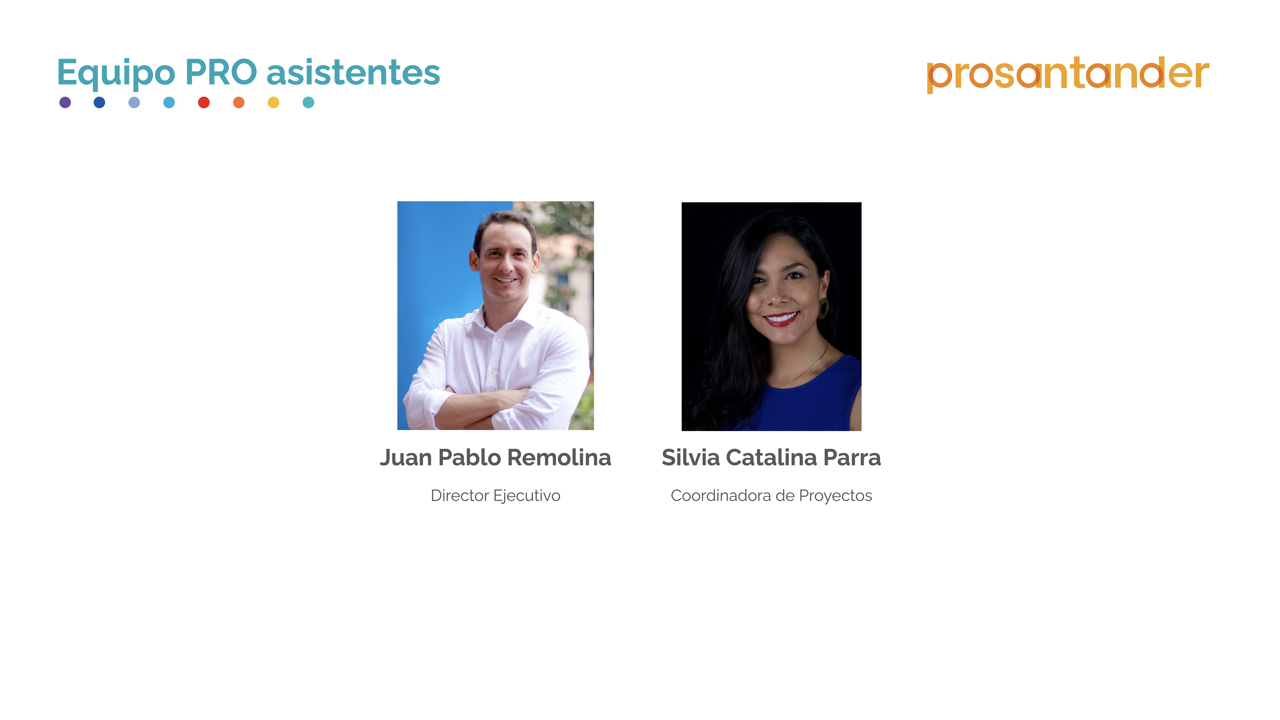 Equipo PRO asistentes
prosantander
Juan Pablo Remolina
Director Ejecutivo
Silvia Catalina Parra
Coordinadora de Proyectos